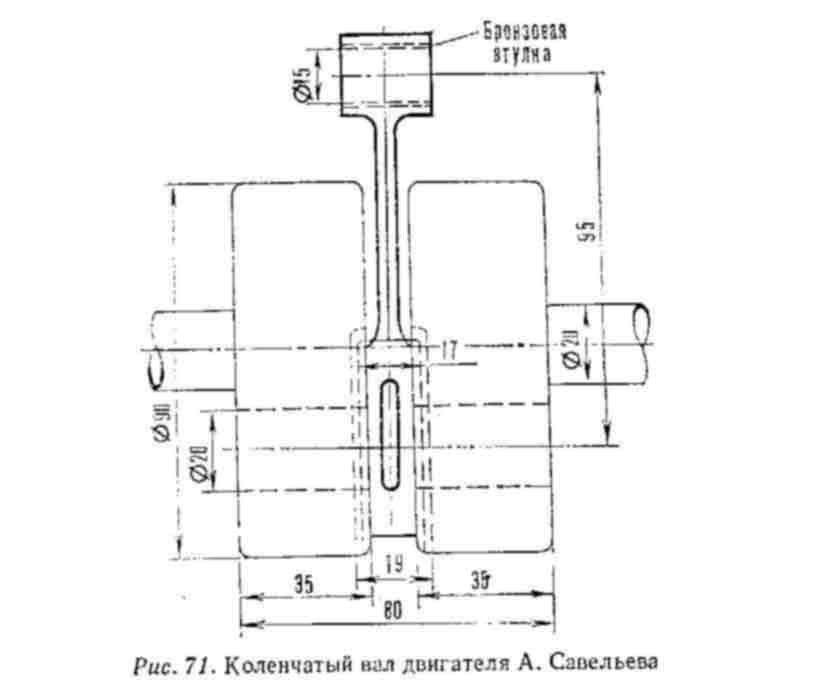 Бронзовая
втулка
Ø15
95
17
Ø20
Ø90
Ø20
19
35
35
80
Рис. 71. Коленчатый вал двигателя А. Савельева